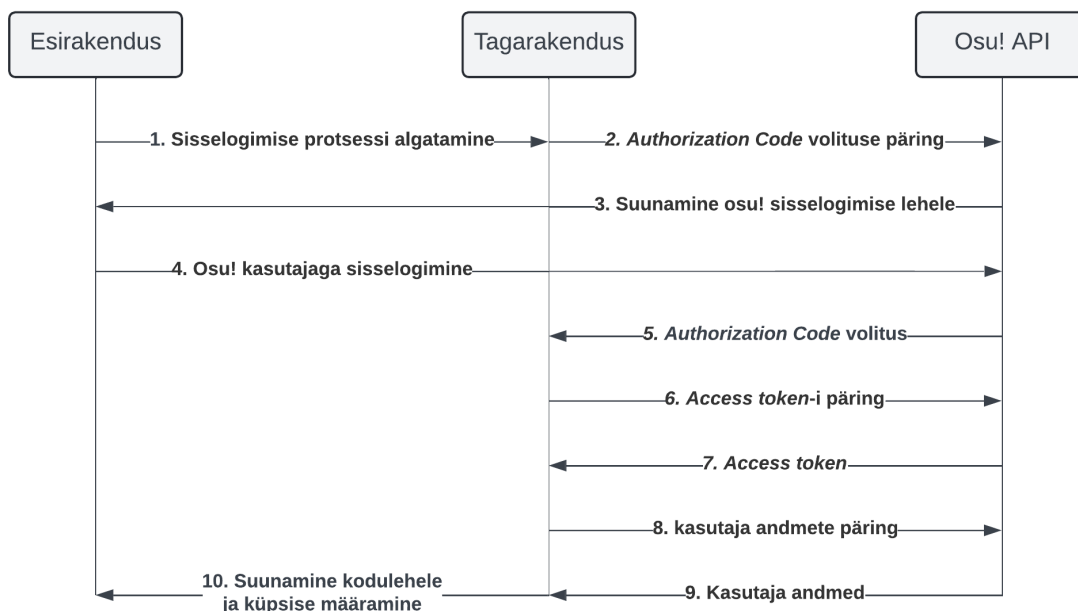 Esirakendus
Tagarakendus
Osu! API
1. Sisselogimise protsessi algatamine
2. Authorization Code volituse päring
3. Suunamine osu! sisselogimise lehele
4. Osu! kasutajaga sisselogimine
5. Authorization Code volitus
6. Access token-i päring
7. Access token
8. kasutaja andmete päring
9. Kasutaja andmed
10. Suunamine kodulehele
ja küpsise määramine